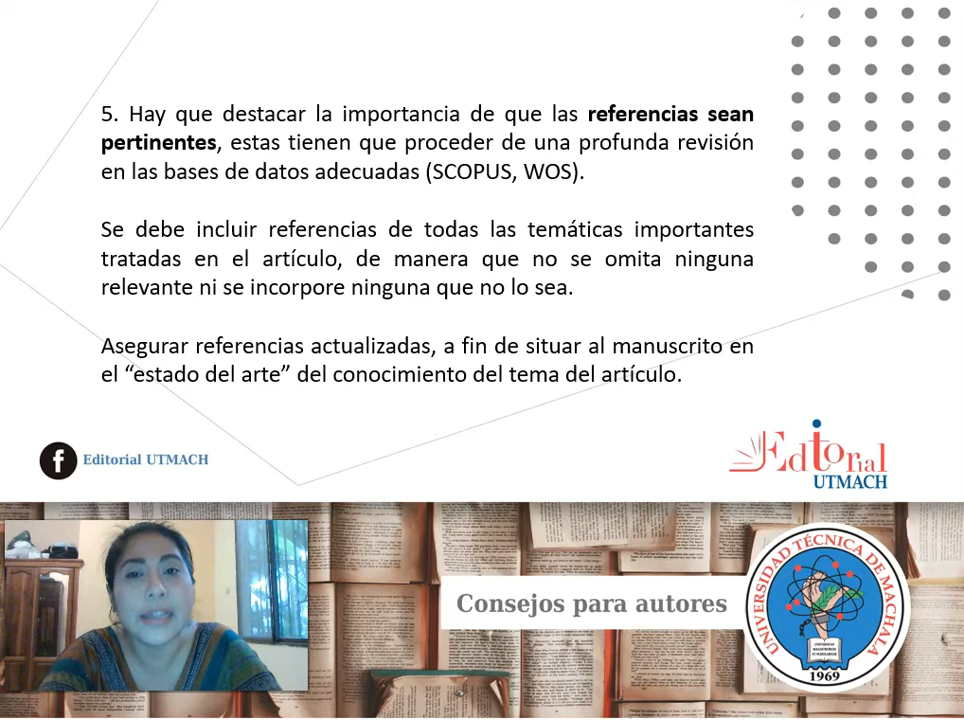 5. Hay que destacar la importancia de que las referencias sean
pertinentes, estas tienen que proceder de una profunda revisión
en las bases de datos adecuadas (SCOPUS, WOS).
Se debe incluir referencias de todas las temáticas importantes
tratadas en el artículo, de manera que no se omita ninguna
relevante ni se incorpore ninguna que no lo sea.
Asegurar referencias actualizadas, a fin de situar al manuscrito en
el “estado del arte” del conocimiento del tema del artículo.
f Editorial UTMACH
Editorial
UTMACH
Consejos para autores
UNIVERSIDAD TÉCNICA DE MACHALA
1969